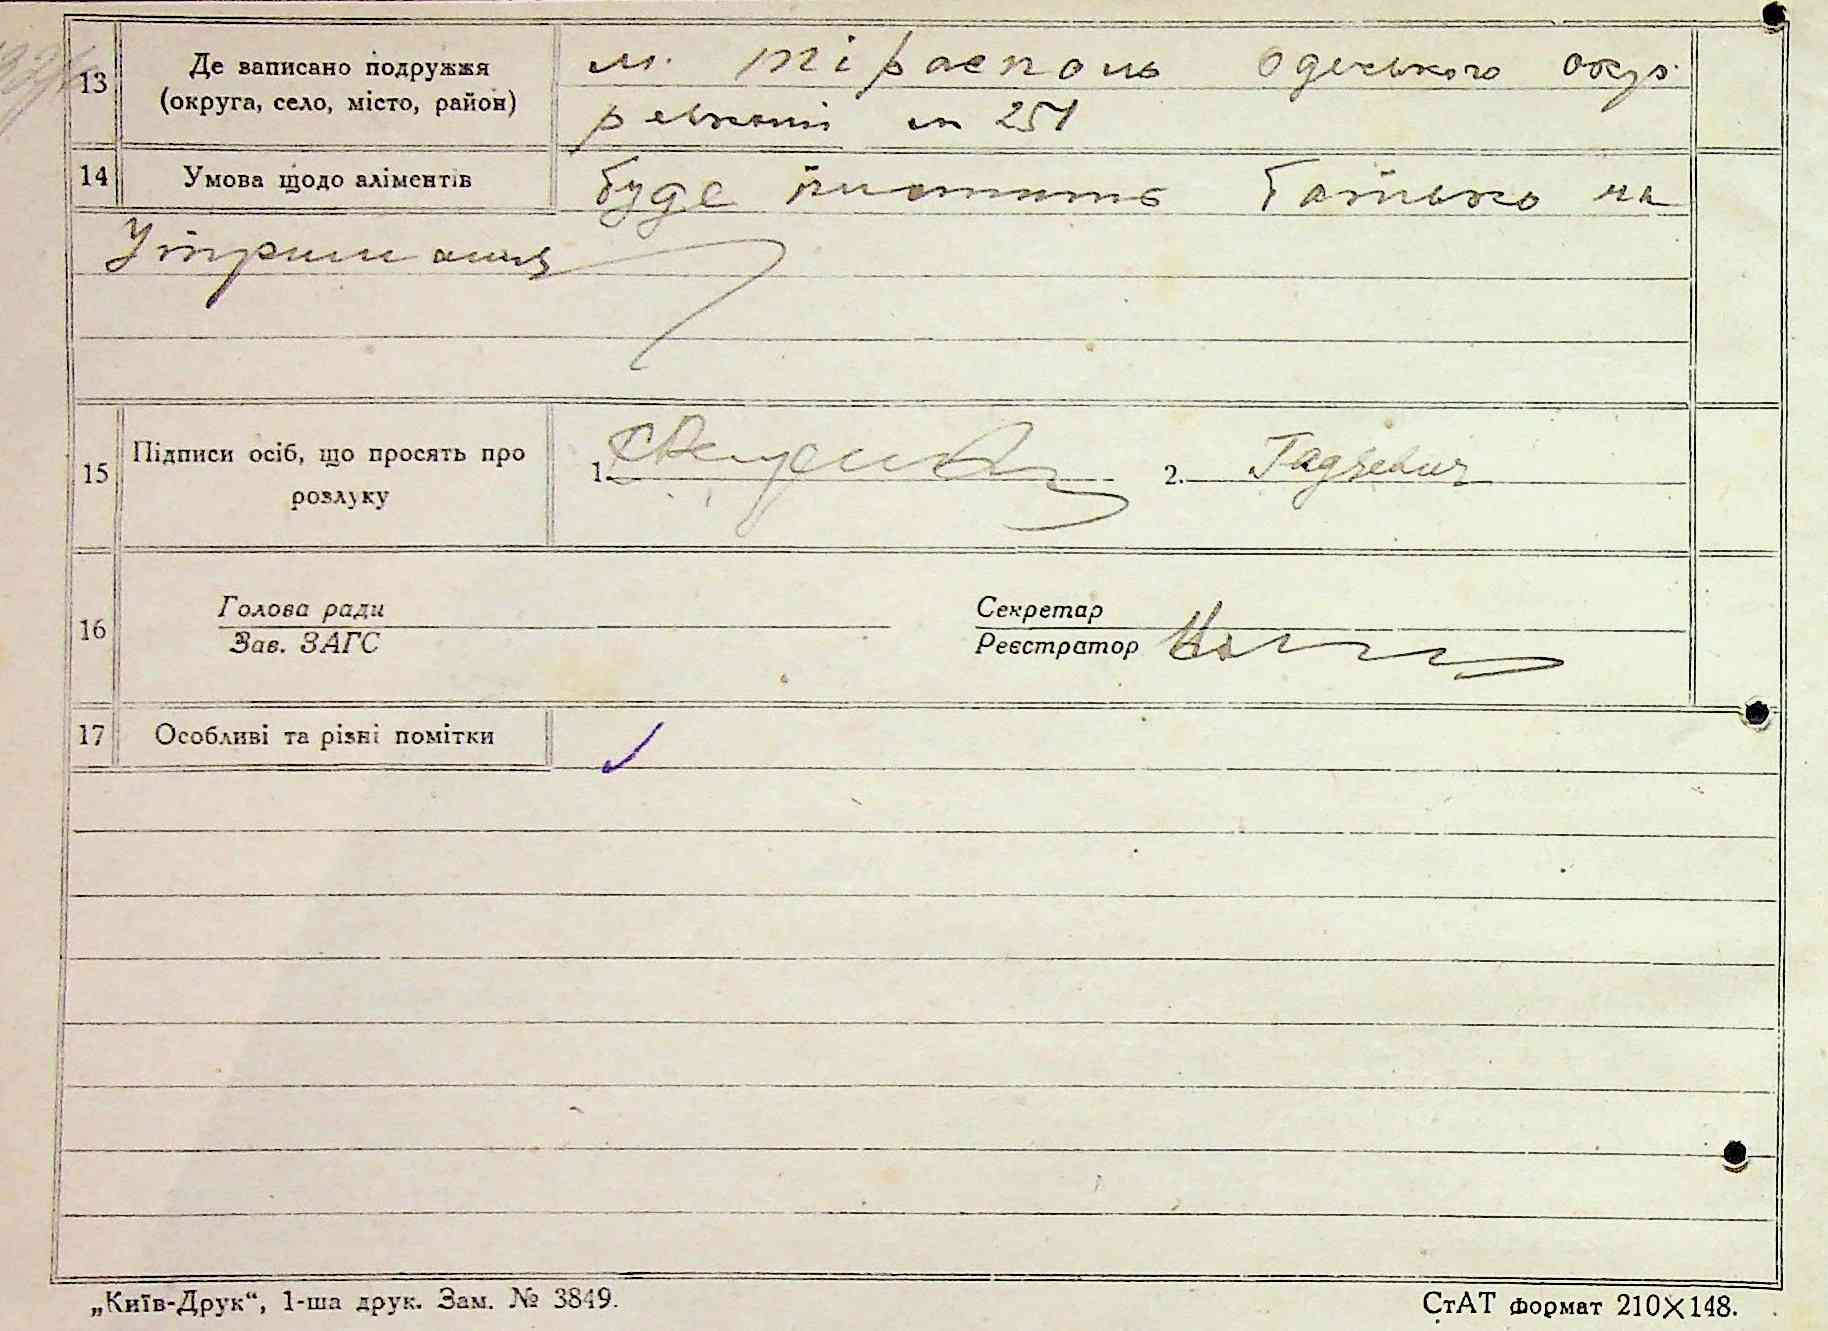 13 Де записано подружжя м. Тірасполь Одеського округ.
(округа, село, місто, район)
№ 251
14 Умова щодо аліментів буде платить батько на
Утримання
15 Підписи осіб, що просять про 1. 2. Гадзевич
розлуку
16 Голова ради Секретар
Зав. ЗАГС Реєстратор
17 Особливі та різні помітки
„Київ-Друк“, 1-ша друк. Зам. № 3849.
СтАТ формат 210×148.